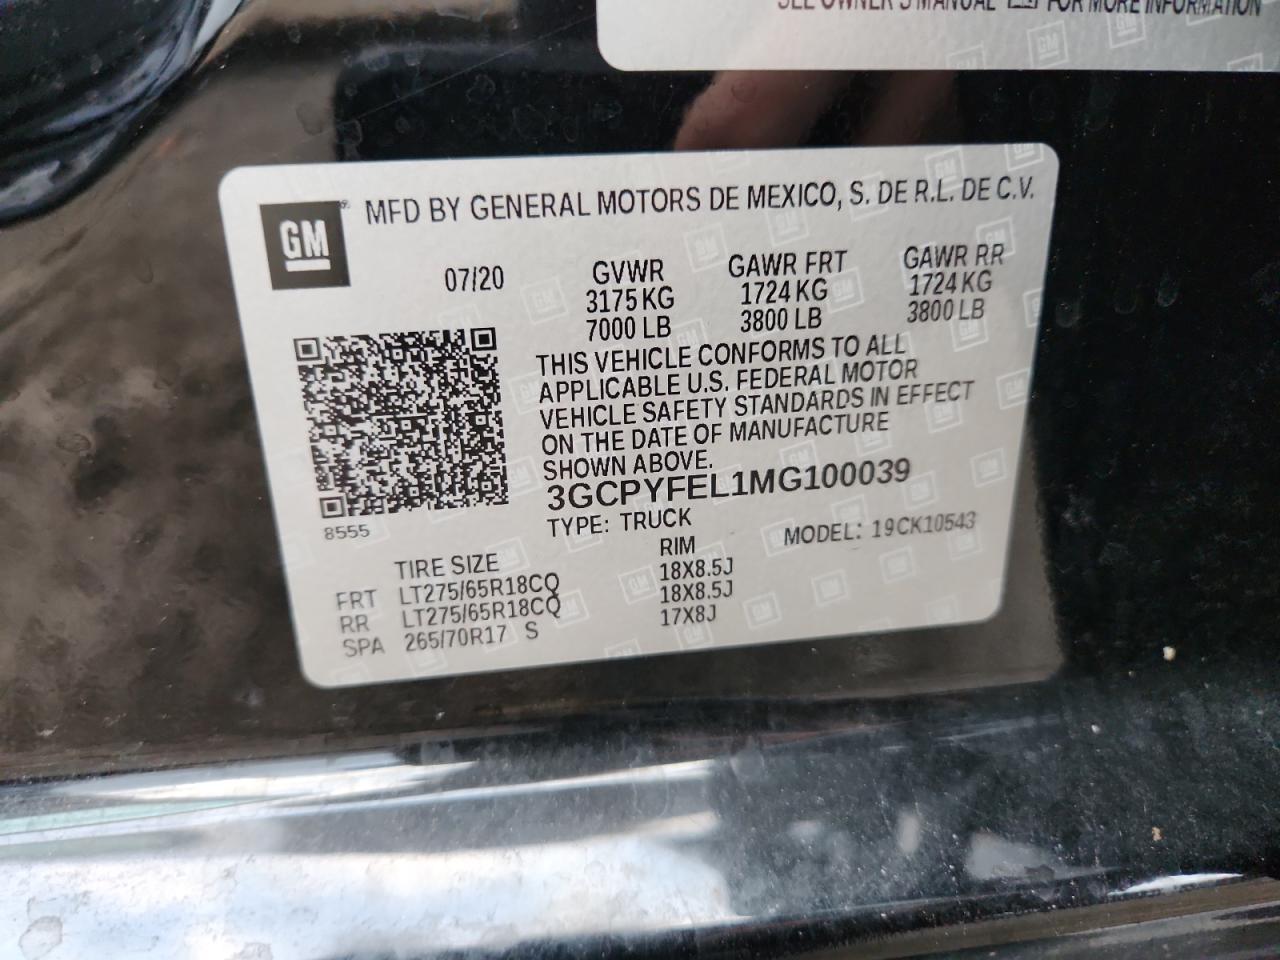 SEE OWNER'S MANUAL FOR MORE INFORMATION
GM
MFD BY GENERAL MOTORS DE MEXICO, S. DE R.L. DE C.V.
07/20
GVWR GAWR FRT GAWR RR
3175 KG 1724 KG 1724 KG
7000 LB 3800 LB 3800 LB
THIS VEHICLE CONFORMS TO ALL
APPLICABLE U.S. FEDERAL MOTOR
VEHICLE SAFETY STANDARDS IN EFFECT
ON THE DATE OF MANUFACTURE
SHOWN ABOVE.
3GCPYFEL1MG100039
8555
TYPE: TRUCK MODEL: 19CK10543
TIRE SIZE RIM
FRT LT275/65R18CQ 18X8.5J
RR LT275/65R18CQ 18X8.5J
SPA 265/70R17 S 17X8J